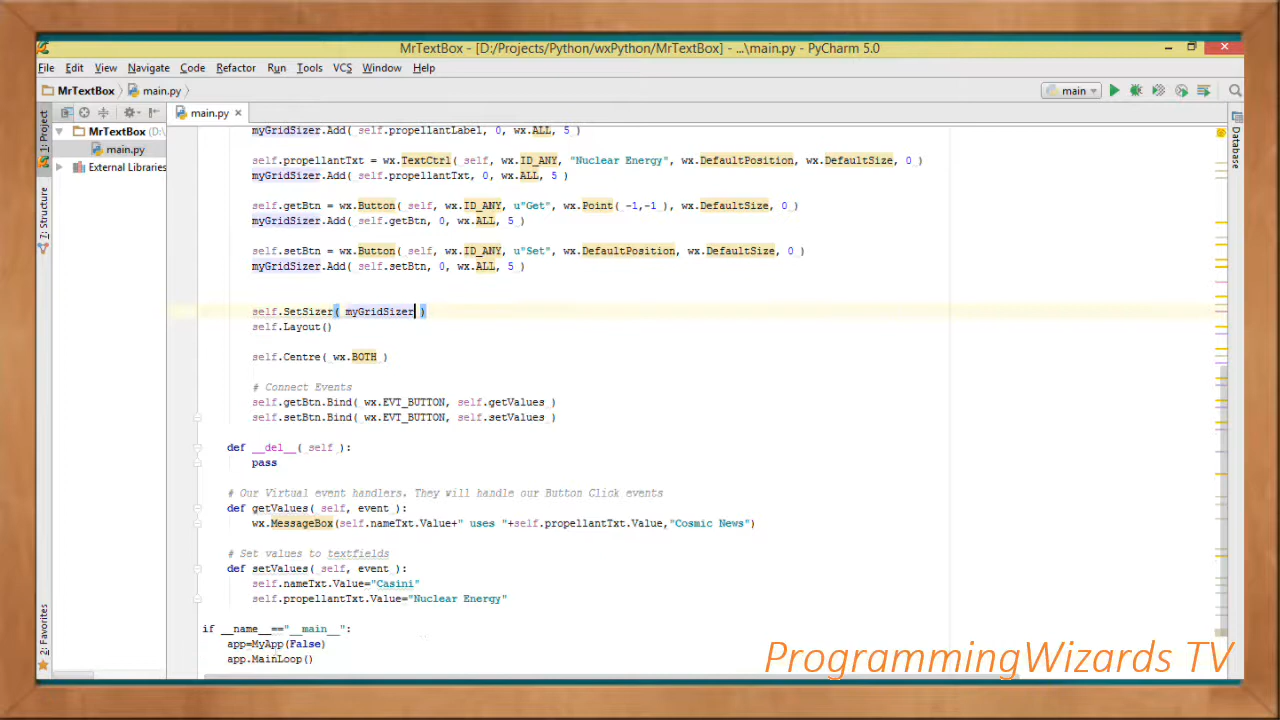 MrTextBox - [D:/Projects/Python/wxPython/MrTextBox] - ...\main.py - PyCharm 5.0
File Edit View Navigate Code Refactor Run Tools VCS Window Help
MrTextBox main.py main
1: Project
main.py
MrTextBox (D:\
main.py
External Libraries
7: Structure
2: Favorites
Database
myGridSizer.Add( self.propellantLabel, 0, wx.ALL, 5 )
self.propellantTxt = wx.TextCtrl( self, wx.ID_ANY, "Nuclear Energy", wx.DefaultPosition, wx.DefaultSize, 0 )
myGridSizer.Add( self.propellantTxt, 0, wx.ALL, 5 )
self.getBtn = wx.Button( self, wx.ID_ANY, u"Get", wx.Point( -1,-1 ), wx.DefaultSize, 0 )
myGridSizer.Add( self.getBtn, 0, wx.ALL, 5 )
self.setBtn = wx.Button( self, wx.ID_ANY, u"Set", wx.DefaultPosition, wx.DefaultSize, 0 )
myGridSizer.Add( self.setBtn, 0, wx.ALL, 5 )
self.SetSizer( myGridSizer )
self.Layout()
self.Centre( wx.BOTH )
# Connect Events
self.getBtn.Bind( wx.EVT_BUTTON, self.getValues )
self.setBtn.Bind( wx.EVT_BUTTON, self.setValues )
def __del__( self ):
pass
# Our Virtual event handlers. They will handle our Button Click events
def getValues( self, event ):
wx.MessageBox(self.nameTxt.Value+" uses "+self.propellantTxt.Value,"Cosmic News")
# Set values to textfields
def setValues( self, event ):
self.nameTxt.Value="Casini"
self.propellantTxt.Value="Nuclear Energy"
if __name__=="__main__":
app=MyApp(False)
app.MainLoop()
ProgrammingWizards TV